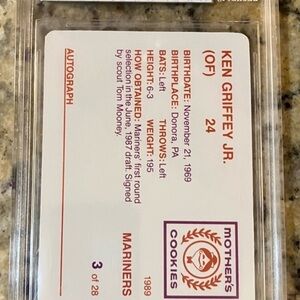 KEN GRIFFEY JR.
(OF) 24
BIRTHDATE: November 21, 1969
BIRTHPLACE: Donora, PA
BATS: Left THROWS: Left
HEIGHT: 6-3 WEIGHT: 195
HOW OBTAINED: Mariners' first round
selection in the June, 1987 draft. Signed
by scout Tom Mooney.
AUTOGRAPH
MOTHER'S
COOKIES
1989
MARINERS
3 of 28